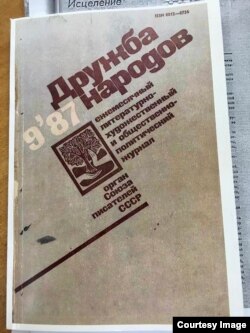 Исцеление
ISSN 0012—6756
Дружба
Народов
9'87
ежемесячный
литературно-
художественный
и общественно-
политический
журнал
орган
Союза
писателей
СССР
Courtesy Image